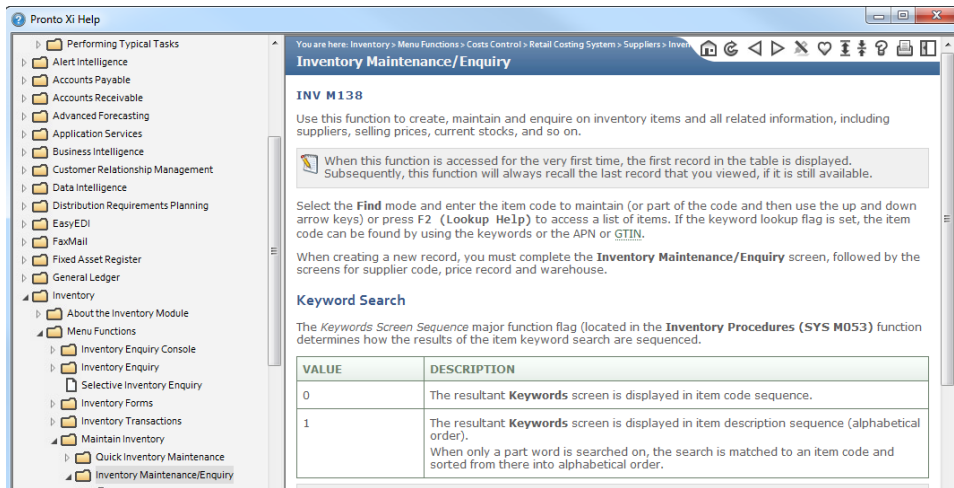 Pronto Xi Help
Performing Typical Tasks
Alert Intelligence
Accounts Payable
Accounts Receivable
Advanced Forecasting
Application Services
Business Intelligence
Customer Relationship Management
Data Intelligence
Distribution Requirements Planning
EasyEDI
FaxMail
Fixed Asset Register
General Ledger
Inventory
About the Inventory Module
Menu Functions
Inventory Enquiry Console
Inventory Enquiry
Selective Inventory Enquiry
Inventory Forms
Inventory Transactions
Maintain Inventory
Quick Inventory Maintenance
Inventory Maintenance/Enquiry
You are here: Inventory > Menu Functions > Costs Control > Retail Costing System > Suppliers >
Inventory Maintenance/Enquiry
INV M138
Use this function to create, maintain and enquire on inventory items and all related information, including
suppliers, selling prices, current stocks, and so on.
When this function is accessed for the very first time, the first record in the table is displayed.
Subsequently, this function will always recall the last record that you viewed, if it is still available.
Select the Find mode and enter the item code to maintain (or part of the code and then use the up and down
arrow keys) or press F2 (Lookup Help) to access a list of items. If the keyword lookup flag is set, the item
code can be found by using the keywords or the APN or GTIN.
When creating a new record, you must complete the Inventory Maintenance/Enquiry screen, followed by the
screens for supplier code, price record and warehouse.
Keyword Search
The Keywords Screen Sequence major function flag (located in the Inventory Procedures (SYS M053) function
determines how the results of the item keyword search are sequenced.
VALUE DESCRIPTION
0 The resultant Keywords screen is displayed in item code sequence.
1 The resultant Keywords screen is displayed in item description sequence (alphabetical
order).
When only a part word is searched on, the search is matched to an item code and
sorted from there into alphabetical order.